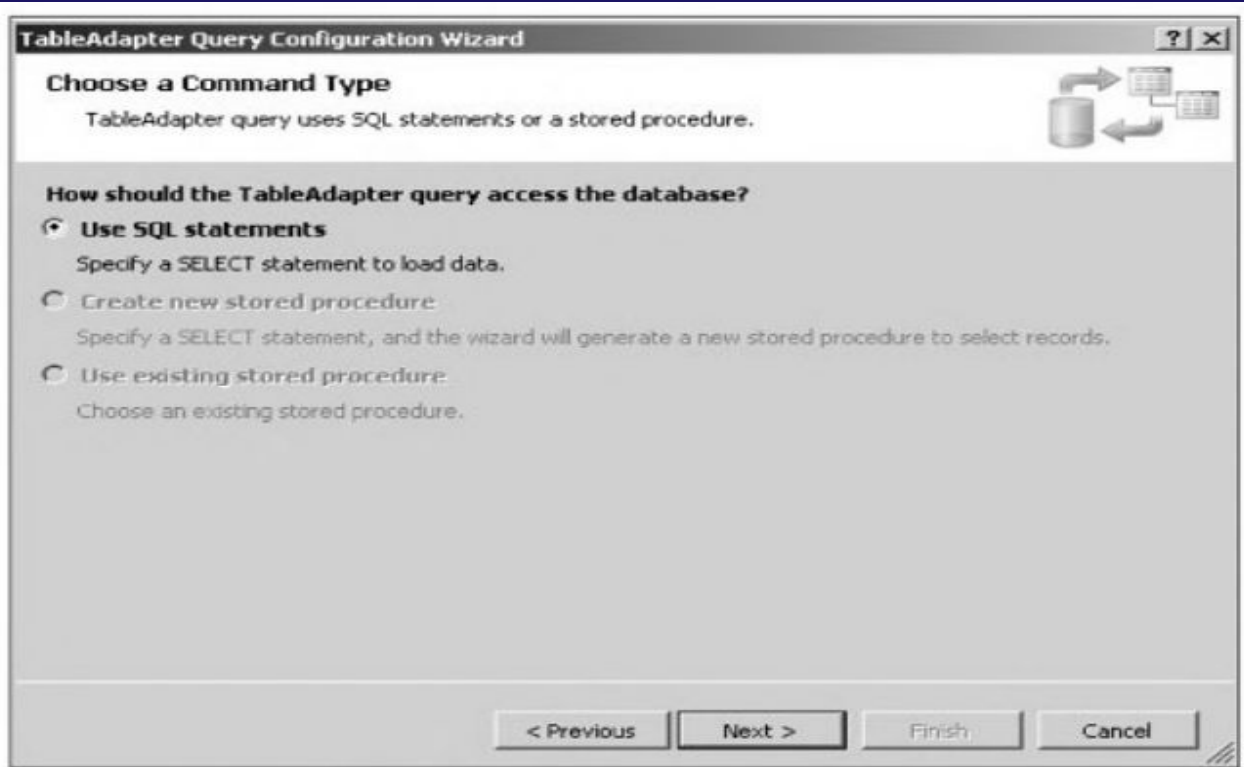 TableAdapter Query Configuration Wizard
? ×
Choose a Command Type
TableAdapter query uses SQL statements or a stored procedure.
How should the TableAdapter query access the database?
Use SQL statements
Specify a SELECT statement to load data.
Create new stored procedure
Specify a SELECT statement, and the wizard will generate a new stored procedure to select records.
Use existing stored procedure
Choose an existing stored procedure.
< Previous Next > Finish Cancel